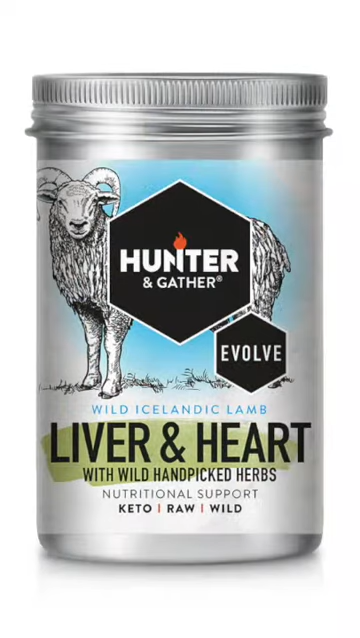 HUNTER
& GATHER®
EVOLVE
WILD ICELANDIC LAMB
LIVER & HEART
WITH WILD HANDPICKED HERBS
NUTRITIONAL SUPPORT
KETO | RAW | WILD